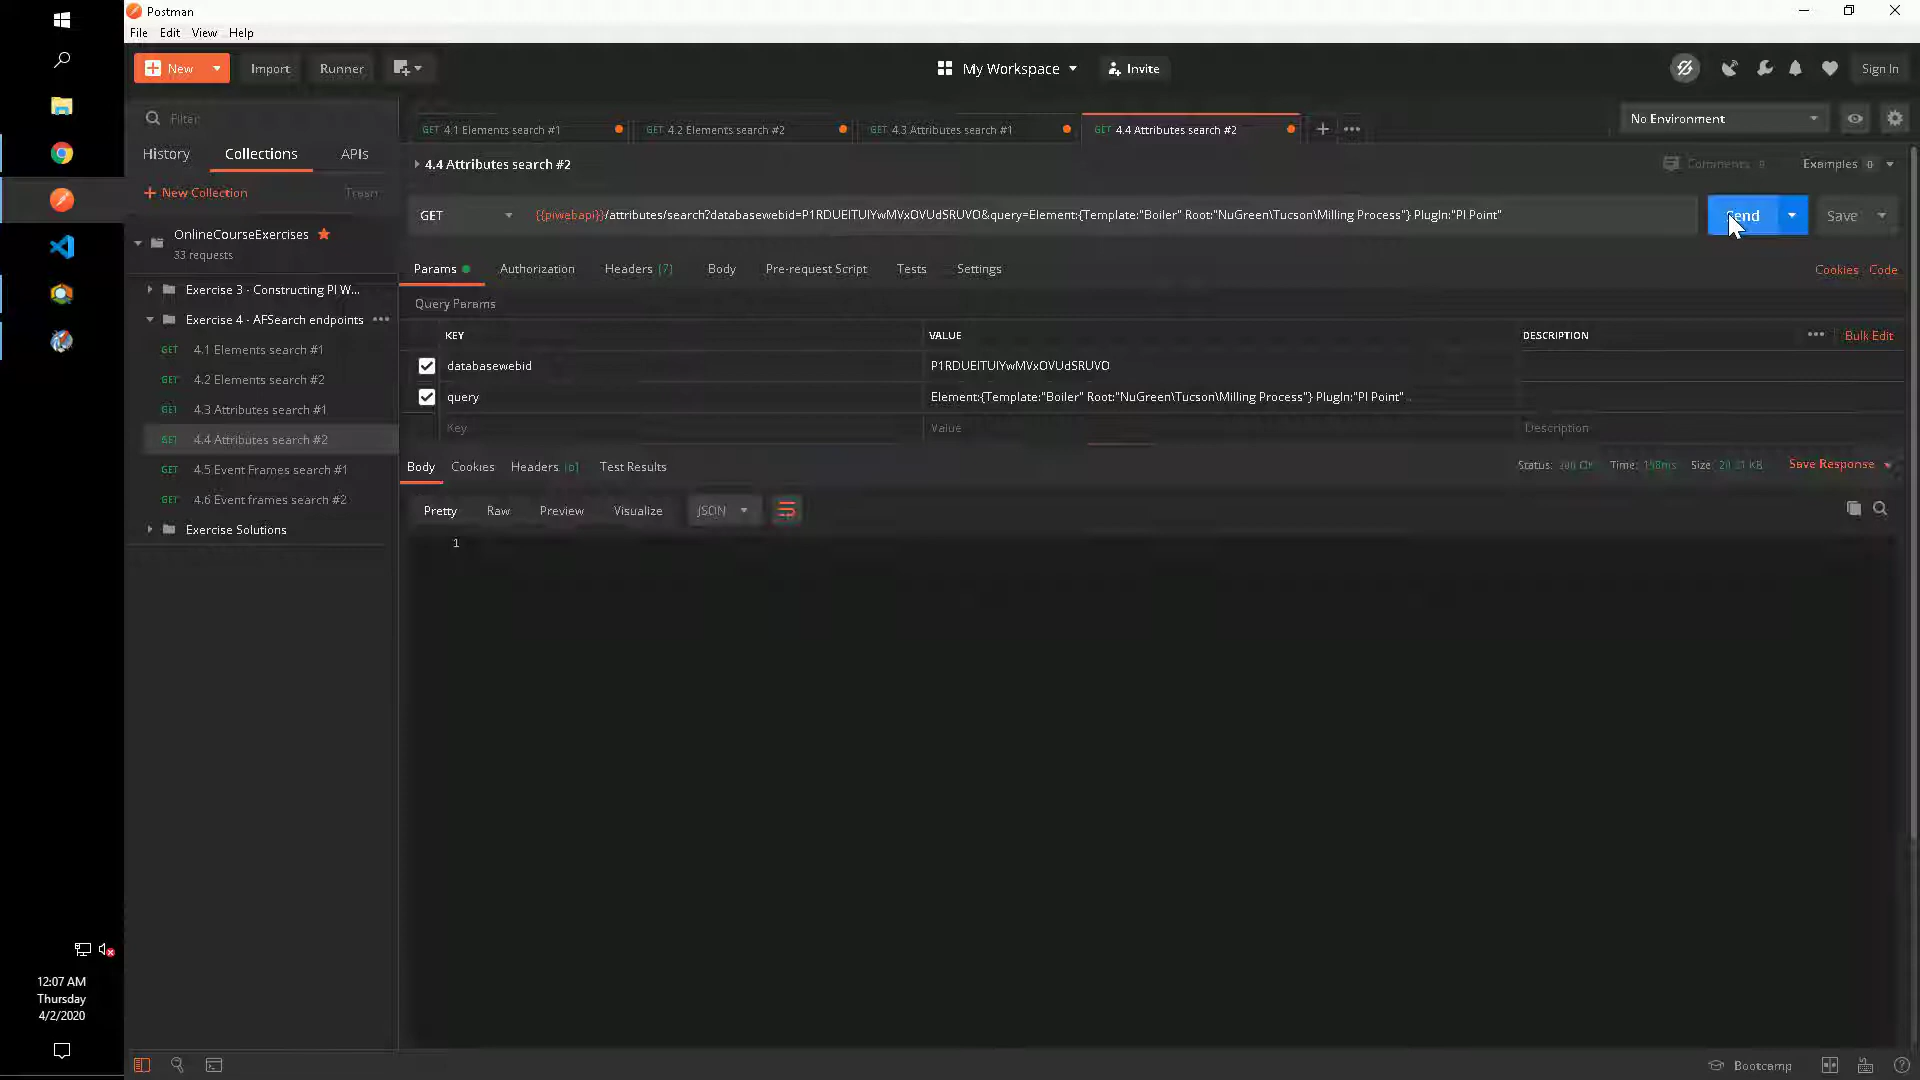 Postman
File Edit View Help
New Import Runner My Workspace Invite Sign In
Filter
History Collections APIs
New Collection Trash
OnlineCourseExercises
33 requests
Exercise 3 - Constructing PI W...
Exercise 4 - AFSearch endpoints
GET 4.1 Elements search #1
GET 4.2 Elements search #2
GET 4.3 Attributes search #1
GET 4.4 Attributes search #2
GET 4.5 Event Frames search #1
GET 4.6 Event frames search #2
Exercise Solutions
GET 4.1 Elements search #1 GET 4.2 Elements search #2 GET 4.3 Attributes search #1 GET 4.4 Attributes search #2
No Environment
4.4 Attributes search #2
Comments 0 Examples 0
GET {{piwebapi}}/attributes/search?databasewebid=P1RDUElTUlYwMVxOVUdSRUVO&query=Element:{Template:"Boiler" Root:"NuGreen\Tucson\Milling Process"} PlugIn:"PI Point" Send Save
Params Authorization Headers (7) Body Pre-request Script Tests Settings Cookies Code
Query Params
KEY VALUE DESCRIPTION Bulk Edit
databasewebid P1RDUElTUlYwMVxOVUdSRUVO
query Element:{Template:"Boiler" Root:"NuGreen\Tucson\Milling Process"} PlugIn:"PI Point"
Key Value Description
Body Cookies Headers Test Results Status: 200 OK Time: Size: Save Response
Pretty Raw Preview Visualize JSON
1
12:07 AM
Thursday
4/2/2020
Bootcamp